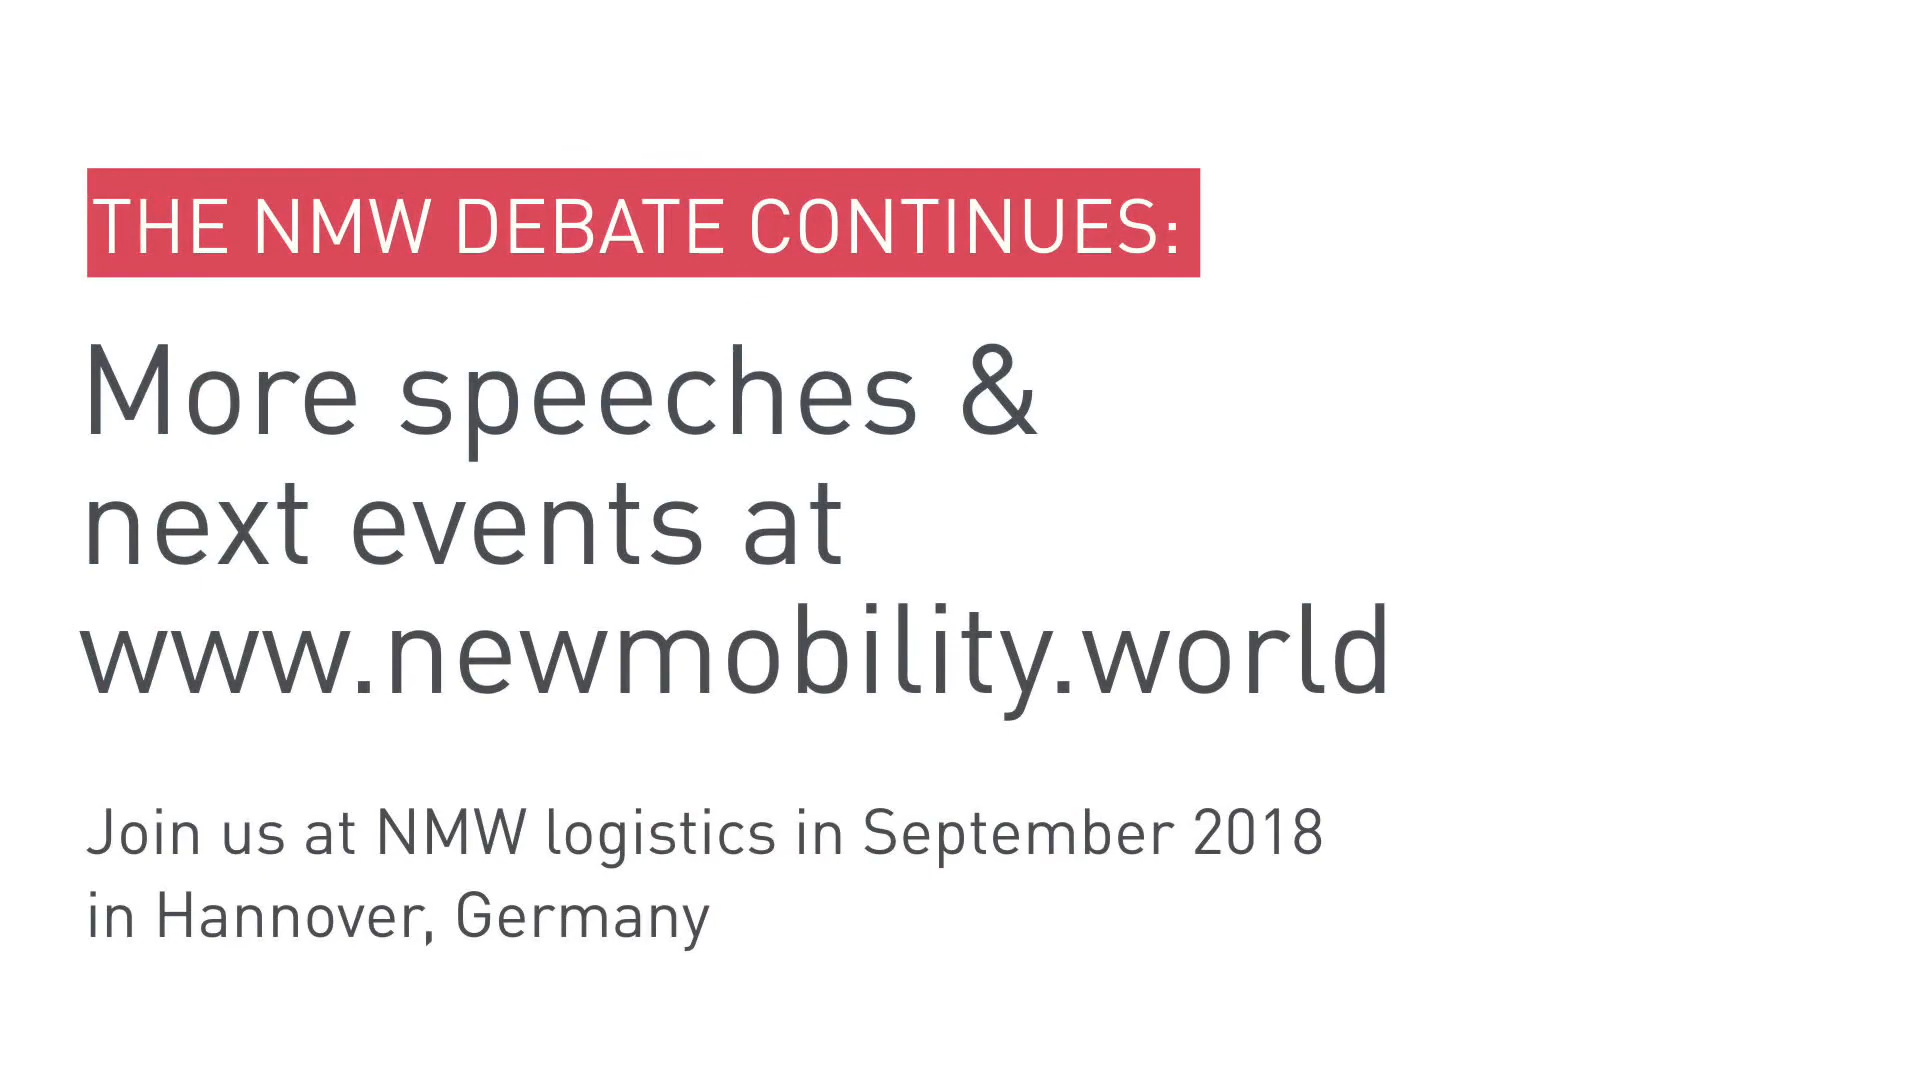 THE NMW DEBATE CONTINUES:
More speeches &
next events at
www.newmobility.world
Join us at NMW logistics in September 2018
in Hannover, Germany